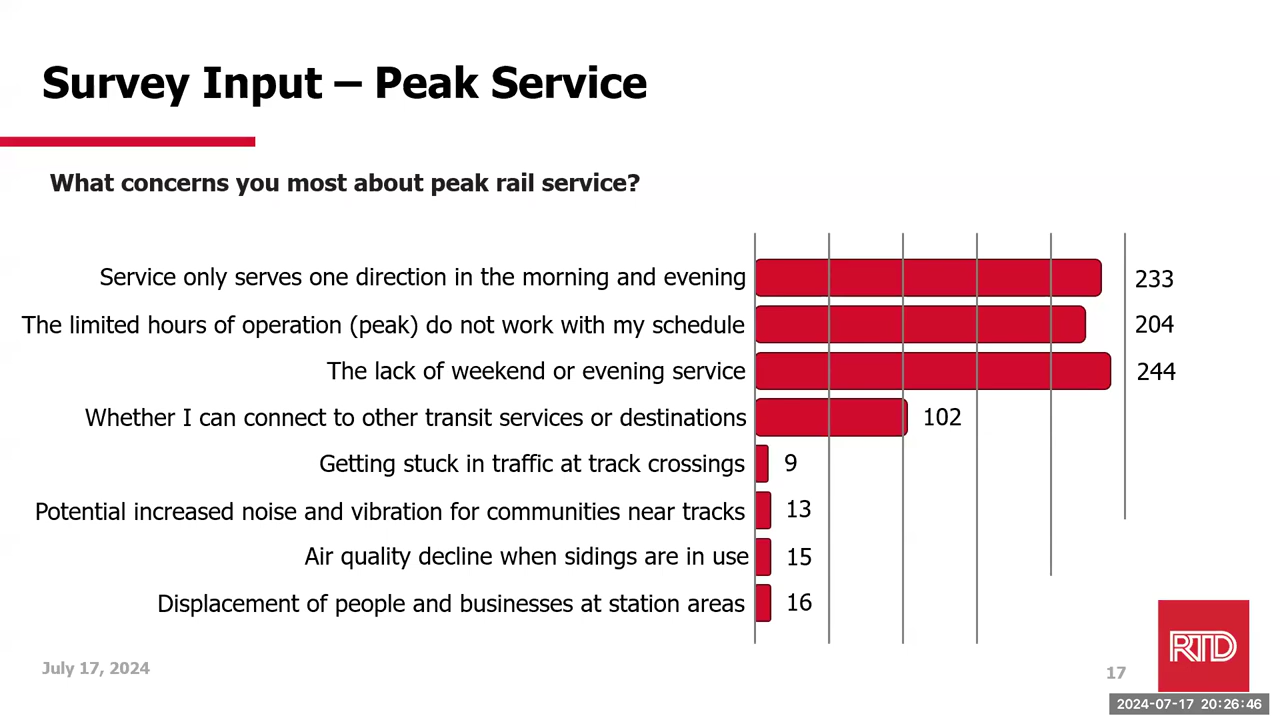 Survey Input – Peak Service
What concerns you most about peak rail service?
Service only serves one direction in the morning and evening 233
The limited hours of operation (peak) do not work with my schedule 204
The lack of weekend or evening service 244
Whether I can connect to other transit services or destinations 102
Getting stuck in traffic at track crossings 9
Potential increased noise and vibration for communities near tracks 13
Air quality decline when sidings are in use 15
Displacement of people and businesses at station areas 16
July 17, 2024
17
RTD
2024-07-17 20:26:46